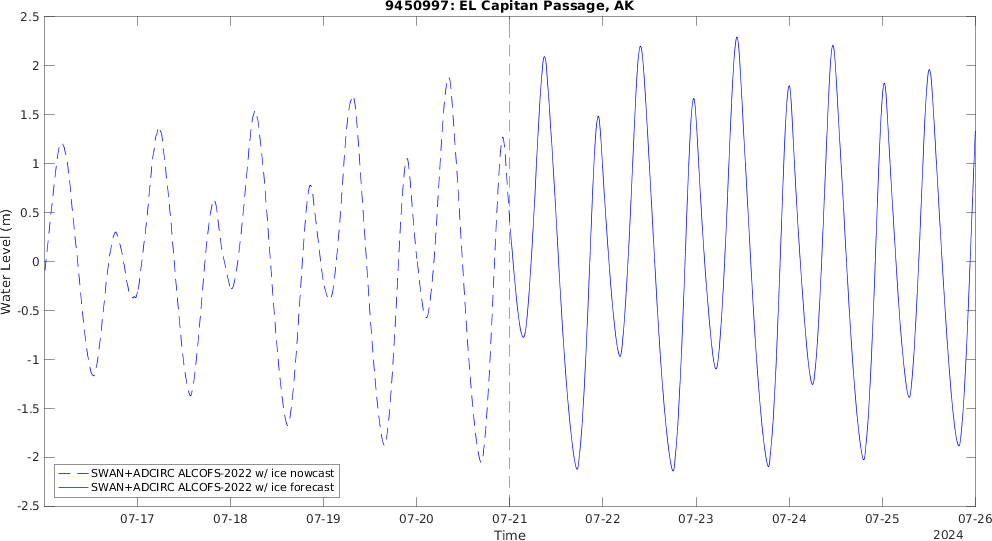 9450997: EL Capitan Passage, AK
Water Level (m)
2.5
2
1.5
1
0.5
0
-0.5
-1
-1.5
-2
-2.5
SWAN+ADCIRC ALCOFS-2022 w/ ice nowcast
SWAN+ADCIRC ALCOFS-2022 w/ ice forecast
07-17 07-18 07-19 07-20 07-21 07-22 07-23 07-24 07-25 07-26
Time
2024